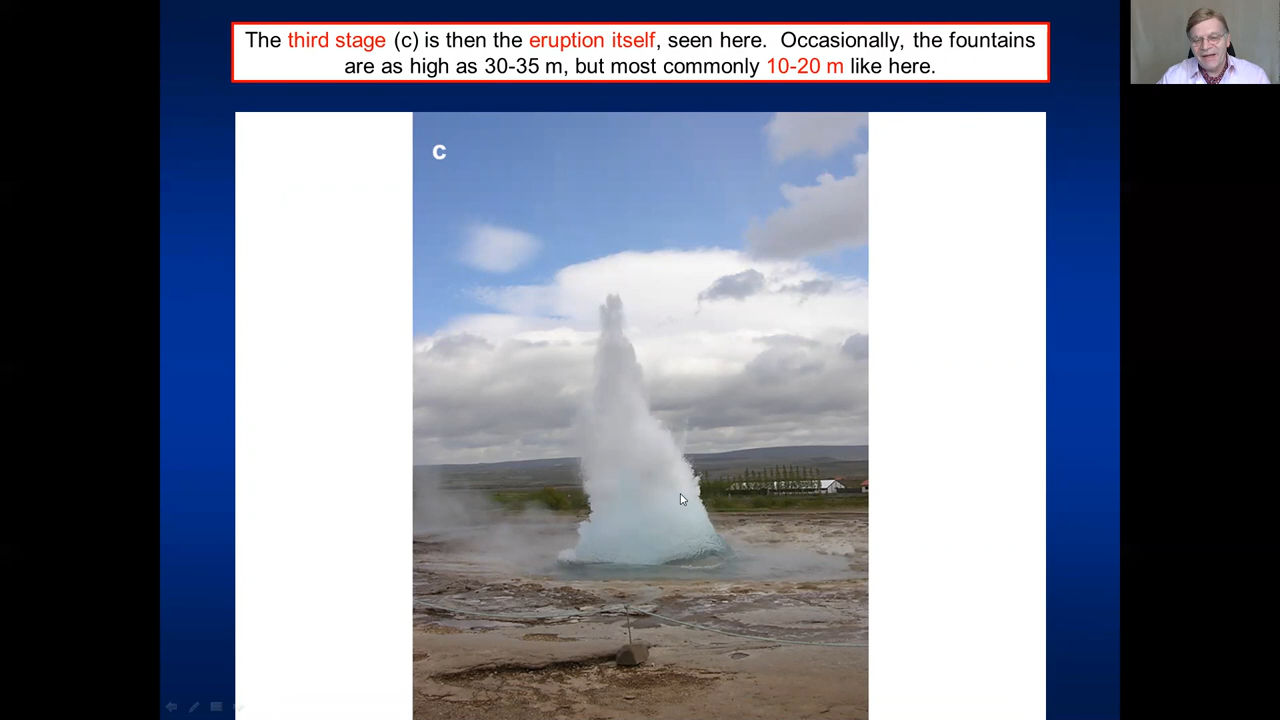 The third stage (c) is then the eruption itself, seen here.  Occasionally, the fountains
are as high as 30-35 m, but most commonly 10-20 m like here.
c